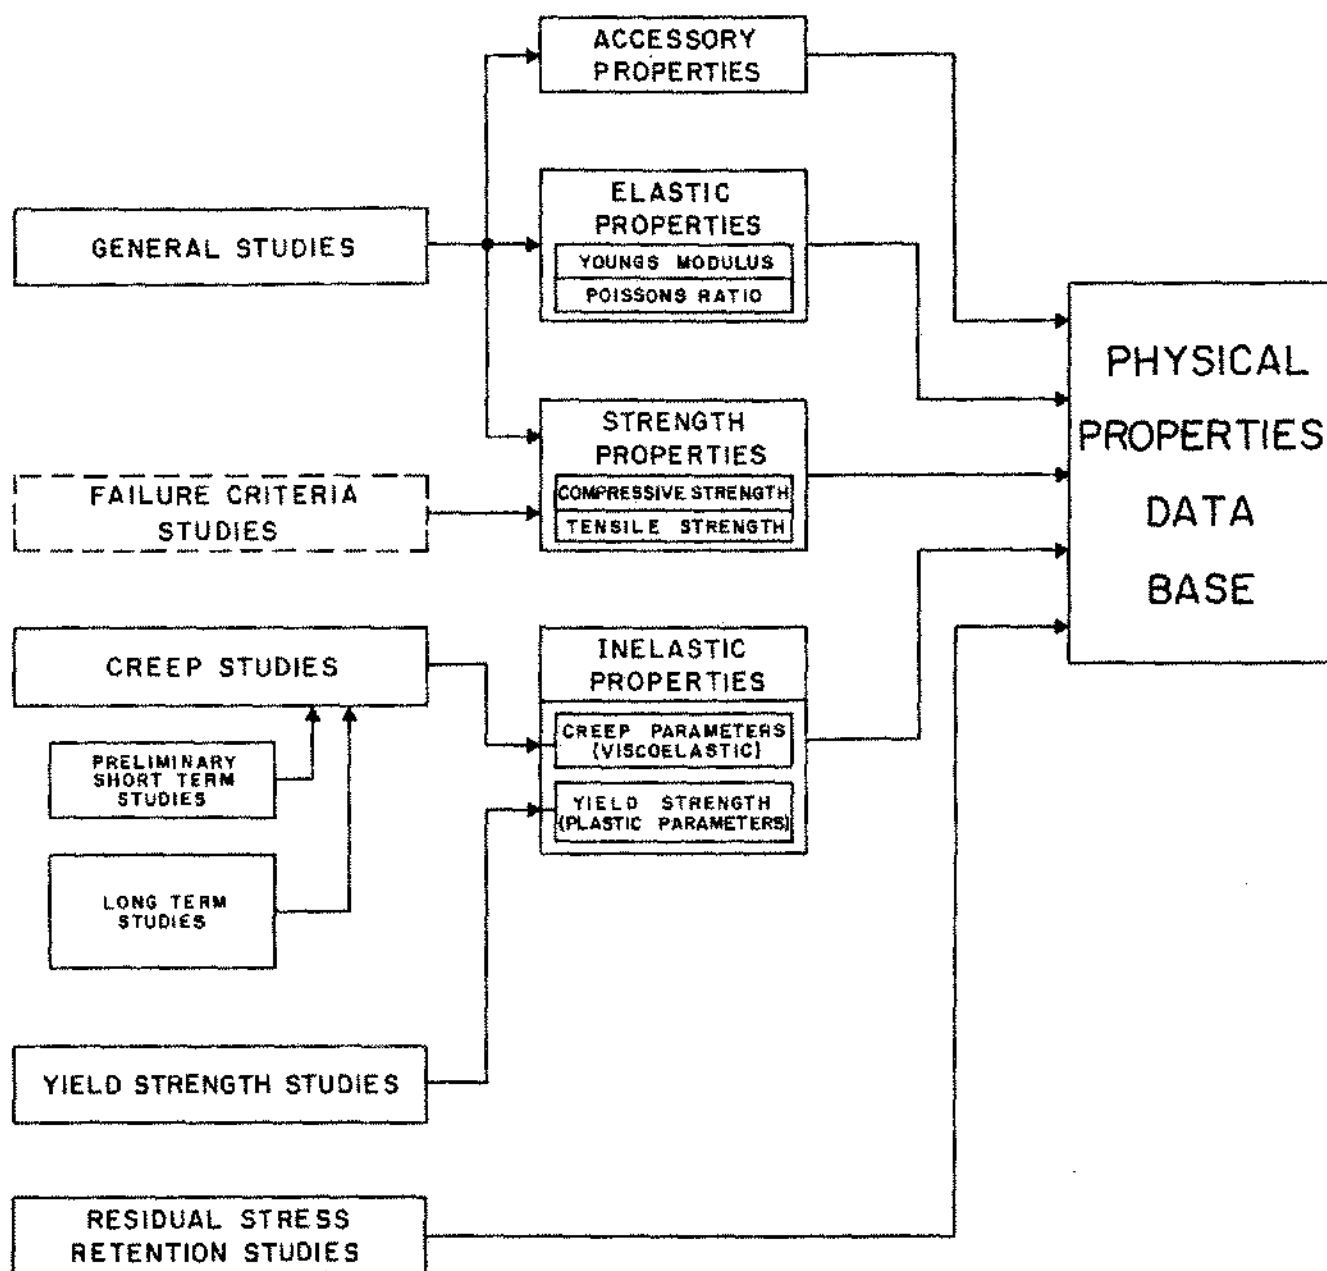 ACCESSORY
PROPERTIES
GENERAL STUDIES
ELASTIC
PROPERTIES
YOUNGS MODULUS
POISSONS RATIO
STRENGTH
PROPERTIES
COMPRESSIVE STRENGTH
TENSILE STRENGTH
FAILURE CRITERIA
STUDIES
CREEP STUDIES
PRELIMINARY
SHORT TERM
STUDIES
LONG TERM
STUDIES
INELASTIC
PROPERTIES
CREEP PARAMETERS
(VISCOELASTIC)
YIELD STRENGTH
(PLASTIC PARAMETERS)
YIELD STRENGTH STUDIES
RESIDUAL STRESS
RETENTION STUDIES
PHYSICAL
PROPERTIES
DATA
BASE